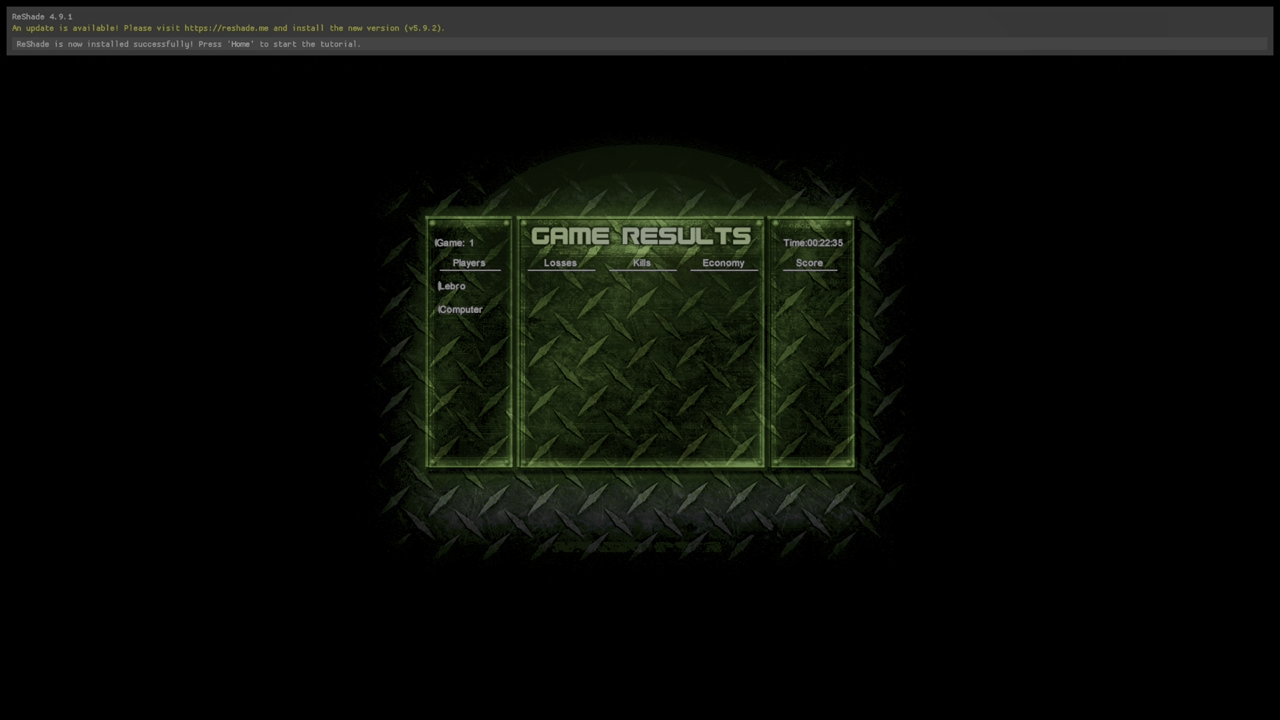 ReShade 4.9.1
An update is available! Please visit https://reshade.me and install the new version (v5.9.2).
ReShade is now installed successfully! Press 'Home' to start the tutorial.
GAME RESULTS
Game: 1
Time:00:22:35
Players Losses Kills Economy Score
Lebro
Computer